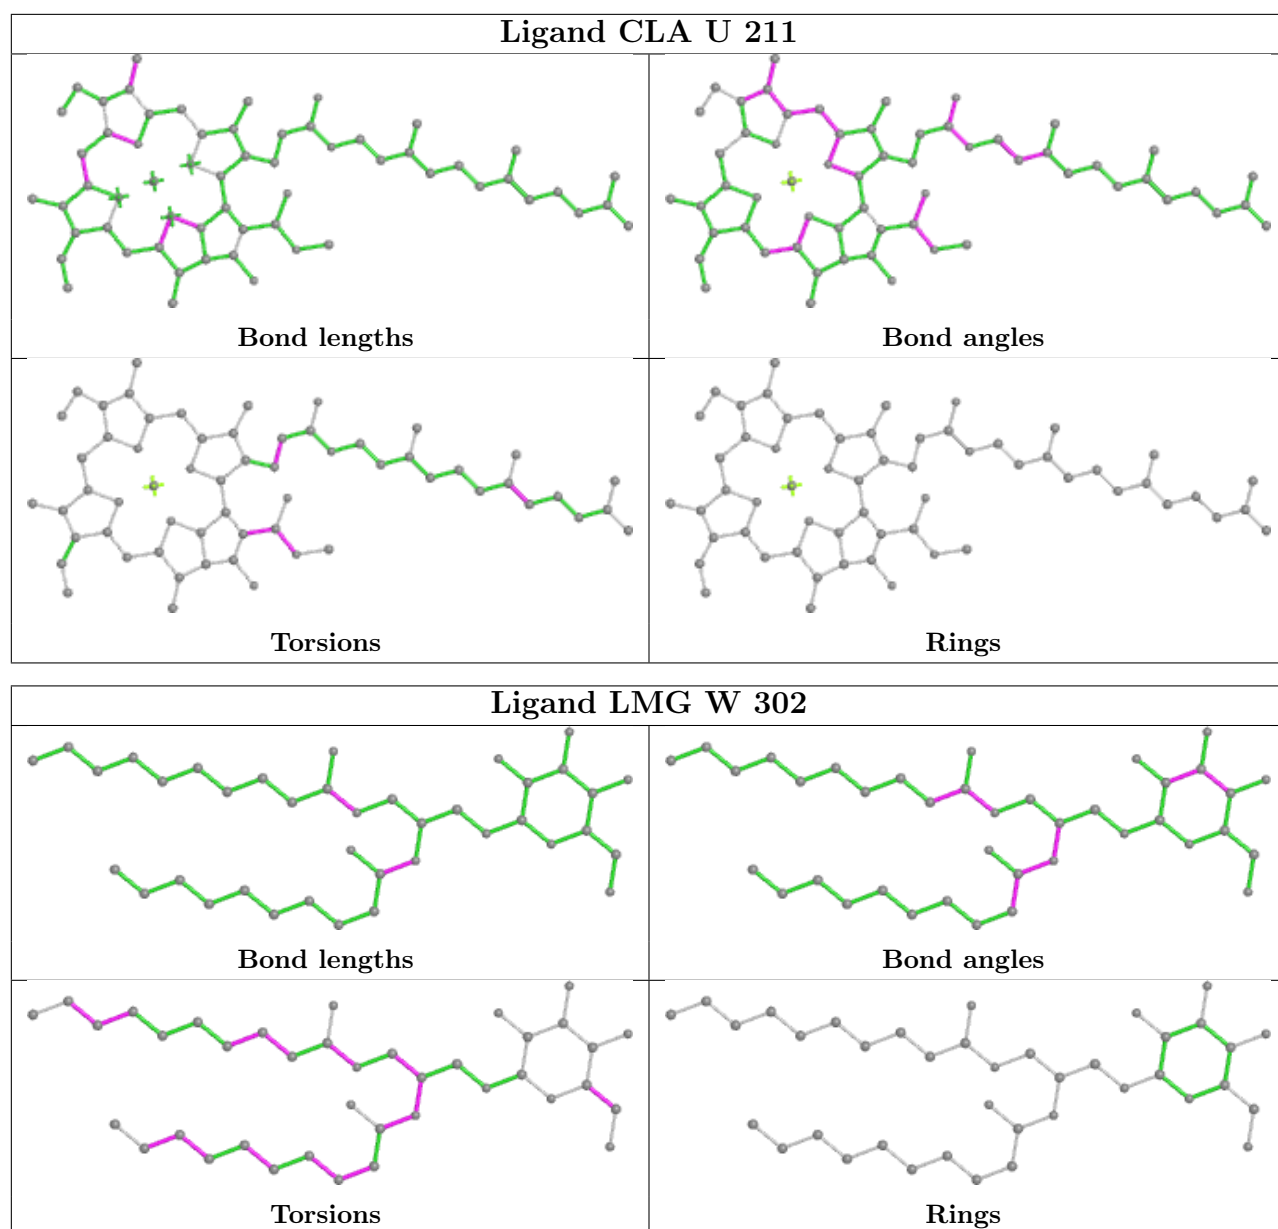 Ligand CLA U 211
Bond lengths
Bond angles
Torsions
Rings
Ligand LMG W 302
Bond lengths
Bond angles
Torsions
Rings